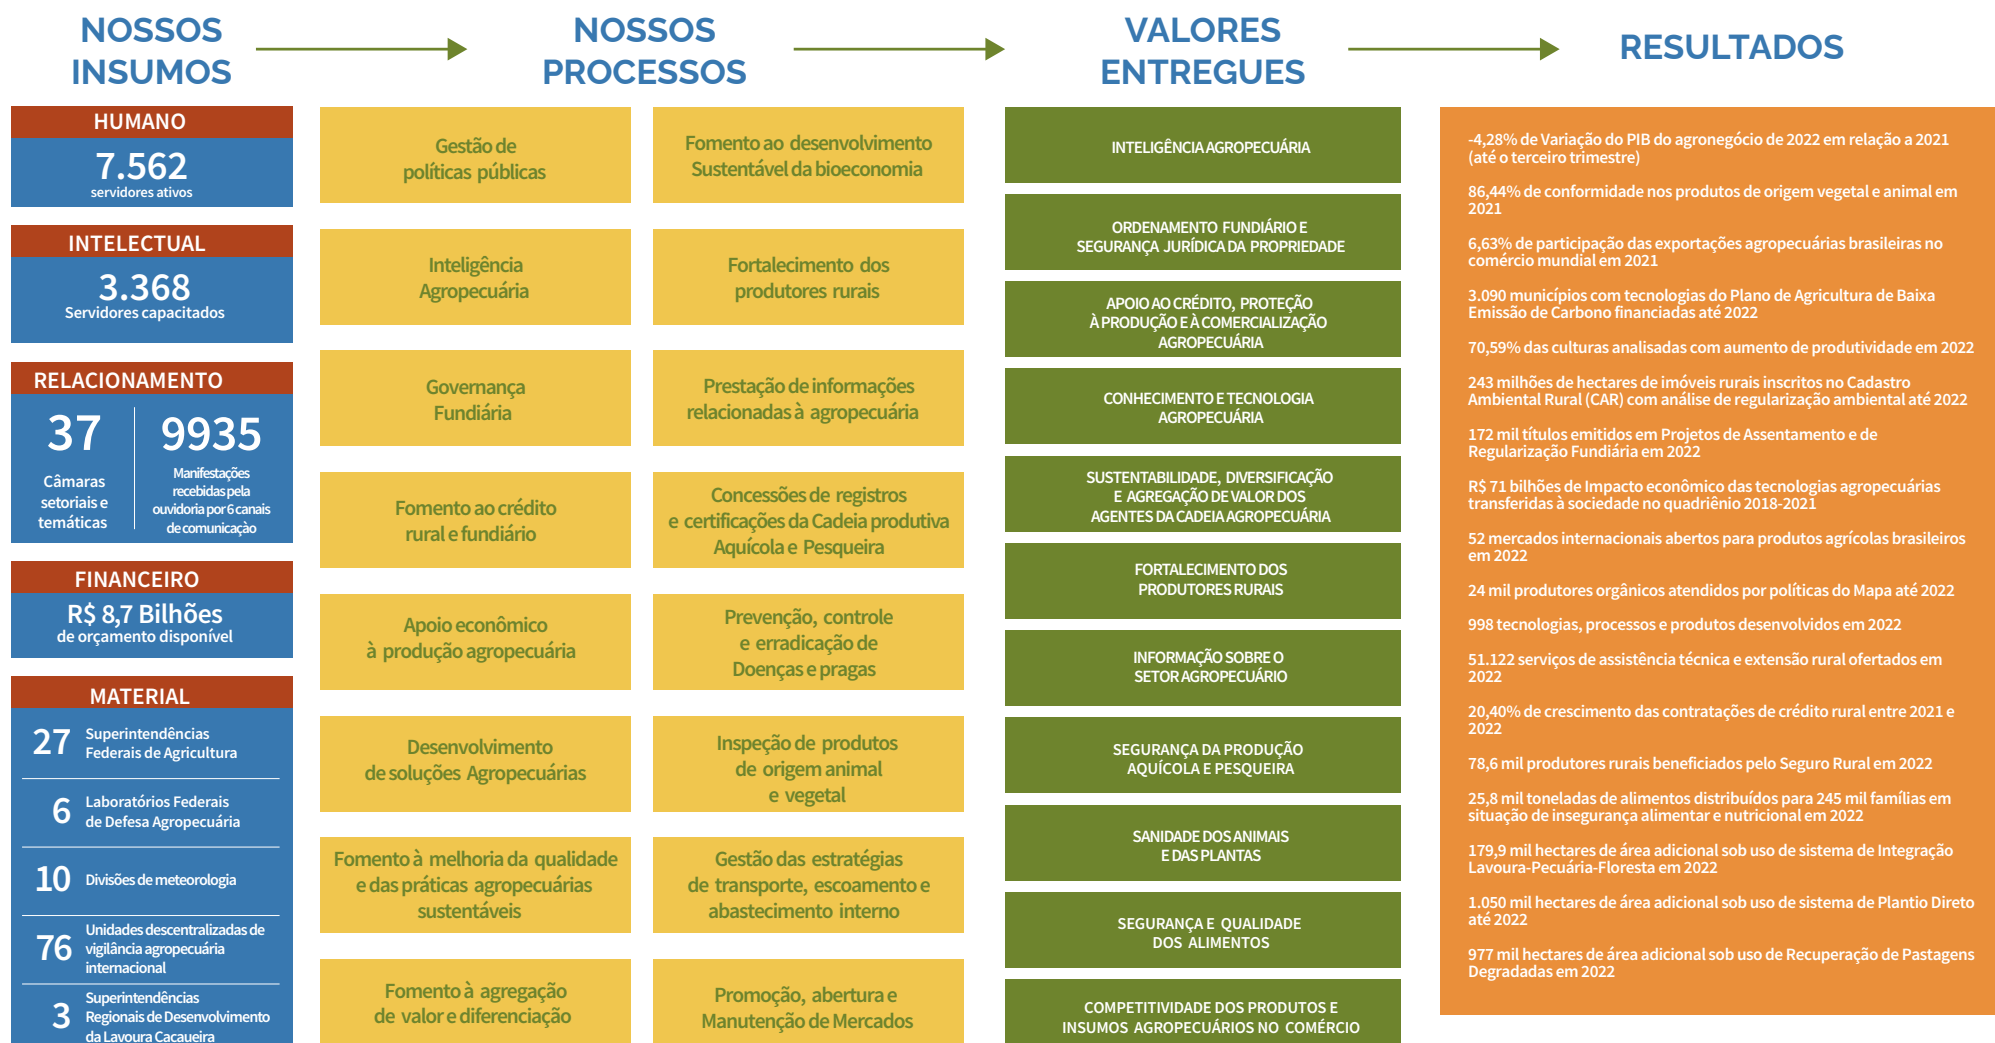 NOSSOS
INSUMOS
NOSSOS
PROCESSOS
VALORES
ENTREGUES
RESULTADOS
HUMANO
7.562
servidores ativos
INTELECTUAL
3.368
Servidores capacitados
RELACIONAMENTO
37
Câmaras
setoriais e
temáticas
9935
Manifestações
recebidas pela
ouvidoria por 6 canais
de comunicaçào
FINANCEIRO
R$ 8,7 Bilhões
de orçamento disponível
MATERIAL
27
Superintendências
Federais de Agricultura
6
Laboratórios Federais
de Defesa Agropecuária
10
Divisões de meteorologia
76
Unidades descentralizadas de
vigilância agropecuária
internacional
3
Superintendências
Regionais de Desenvolvimento
da Lavoura Cacaueira
Gestão de
políticas públicas
Inteligência
Agropecuária
Governança
Fundiária
Fomento ao crédito
rural e fundiário
Apoio econômico
à produção agropecuária
Desenvolvimento
de soluções Agropecuárias
Fomento à melhoria da qualidade
e das práticas agropecuárias
sustentáveis
Fomento à agregação
de valor e diferenciação
Fomento ao desenvolvimento
Sustentável da bioeconomia
Fortalecimento dos
produtores rurais
Prestação de informações
relacionadas à agropecuária
Concessões de registros
e certificações da Cadeia produtiva
Aquícola e Pesqueira
Prevenção, controle
e erradicação de
Doenças e pragas
Inspeção de produtos
de origem animal
e vegetal
Gestão das estratégias
de transporte, escoamento e
abastecimento interno
Promoção, abertura e
Manutenção de Mercados
INTELIGÊNCIA AGROPECUÁRIA
ORDENAMENTO FUNDIÁRIO E
SEGURANÇA JURÍDICA DA PROPRIEDADE
APOIO AO CRÉDITO, PROTEÇÃO
À PRODUÇÃO E À COMERCIALIZAÇÃO
AGROPECUÁRIA
CONHECIMENTO E TECNOLOGIA
AGROPECUÁRIA
SUSTENTABILIDADE, DIVERSIFICAÇÃO
E AGREGAÇÃO DE VALOR DOS
AGENTES DA CADEIA AGROPECUÁRIA
FORTALECIMENTO DOS
PRODUTORES RURAIS
INFORMAÇÃO SOBRE O
SETOR AGROPECUÁRIO
SEGURANÇA DA PRODUÇÃO
AQUÍCOLA E PESQUEIRA
SANIDADE DOS ANIMAIS
E DAS PLANTAS
SEGURANÇA E QUALIDADE
DOS ALIMENTOS
COMPETITIVIDADE DOS PRODUTOS E
INSUMOS AGROPECUÁRIOS NO COMÉRCIO
-4,28% de Variação do PIB do agronegócio de 2022 em relação a 2021
(até o terceiro trimestre)
86,44% de conformidade nos produtos de origem vegetal e animal em
2021
6,63% de participação das exportações agropecuárias brasileiras no
comércio mundial em 2021
3.090 municípios com tecnologias do Plano de Agricultura de Baixa
Emissão de Carbono financiadas até 2022
70,59% das culturas analisadas com aumento de produtividade em 2022
243 milhões de hectares de imóveis rurais inscritos no Cadastro
Ambiental Rural (CAR) com análise de regularização ambiental até 2022
172 mil títulos emitidos em Projetos de Assentamento e de
Regularização Fundiária em 2022
R$ 71 bilhões de Impacto econômico das tecnologias agropecuárias
transferidas à sociedade no quadriênio 2018-2021
52 mercados internacionais abertos para produtos agrícolas brasileiros
em 2022
24 mil produtores orgânicos atendidos por políticas do Mapa até 2022
998 tecnologias, processos e produtos desenvolvidos em 2022
51.122 serviços de assistência técnica e extensão rural ofertados em
2022
20,40% de crescimento das contratações de crédito rural entre 2021 e
2022
78,6 mil produtores rurais beneficiados pelo Seguro Rural em 2022
25,8 mil toneladas de alimentos distribuídos para 245 mil famílias em
situação de insegurança alimentar e nutricional em 2022
179,9 mil hectares de área adicional sob uso de sistema de Integração
Lavoura-Pecuária-Floresta em 2022
1.050 mil hectares de área adicional sob uso de sistema de Plantio Direto
até 2022
977 mil hectares de área adicional sob uso de Recuperação de Pastagens
Degradadas em 2022